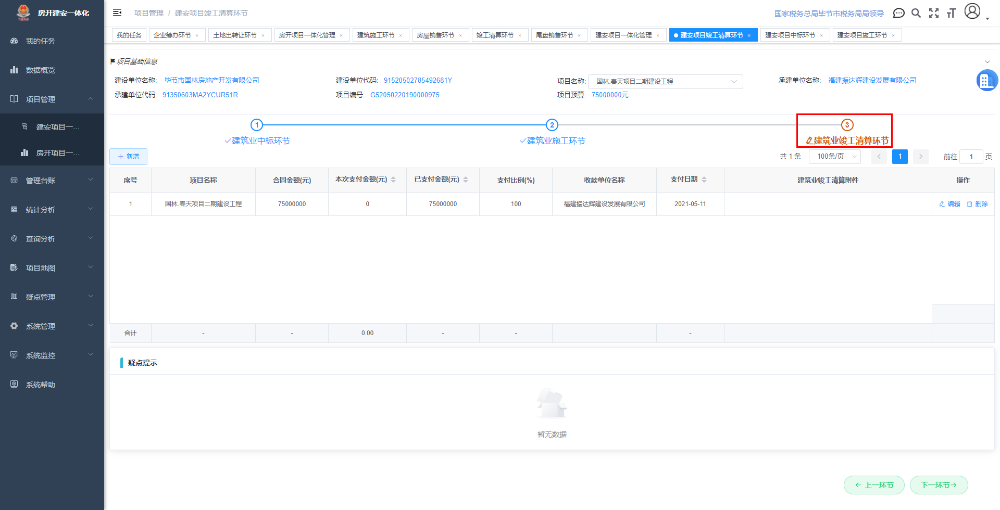 房开建安一体化
我的任务
数据概览
项目管理
建安项目一...
房开项目一...
管理台账
统计分析
查询分析
项目地图
疑点管理
系统管理
系统监控
系统帮助
项目管理 / 建安项目竣工清算环节
国家税务总局毕节市税务局局领导
我的任务 企业筹办环节 × 土地出转让环节 × 房开项目一体化管理 × 建筑施工环节 × 房屋销售环节 × 竣工清算环节 × 尾盘销售环节 × 建安项目一体化管理 × 建安项目竣工清算环节 × 建安项目中标环节 × 建安项目施工环节 ×
项目基础信息
建设单位名称: 毕节市国林房地产开发有限公司 建设单位代码: 91520502785492681Y 项目名称: 国林.春天项目二期建设工程 承建单位名称: 福建振达辉建设发展有限公司
承建单位代码: 91350603MA2YCUR51R 项目编号: G52050220190000975 项目预算: 75000000元
1 2 3
建筑业中标环节 建筑业施工环节 建筑业竣工清算环节
+ 新增 共 1 条 100条/页 1 前往 1 页
序号 项目名称 合同金额(元) 本次支付金额(元) 已支付金额(元) 支付比例(%) 收款单位名称 支付日期 建筑业竣工清算附件 操作
1 国林.春天项目二期建设工程 75000000 0 75000000 100 福建振达辉建设发展有限公司 2021-05-11 编辑 删除
合计 - - 0.00 - - -
疑点提示
暂无数据
← 上一环节 下一环节→